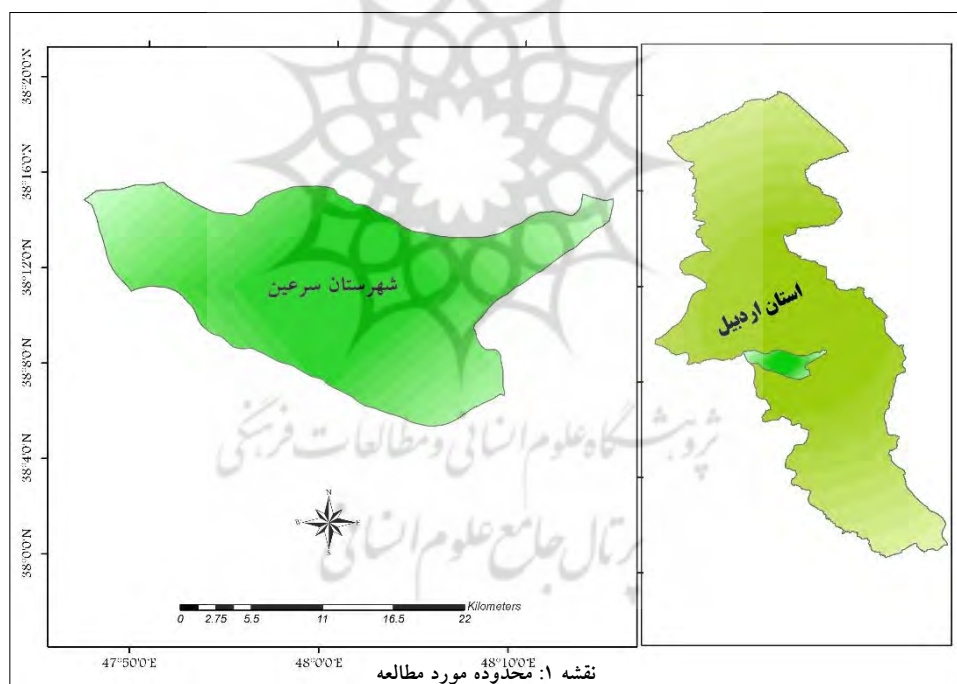 38°20'0"N
38°16'0"N
38°12'0"N
38°8'0"N
38°4'0"N
38°0'0"N
شهرستان سرعین
استان اردبیل
پژوهشگاه علوم انسانی و مطالعات فرهنگی
پرتال جامع علوم انسانی
N
W
E
S
Kilometers
0 2.75 5.5 11 16.5 22
47°50'0"E 48°0'0"E 48°10'0"E
نقشه ۱: محدوده مورد مطالعه